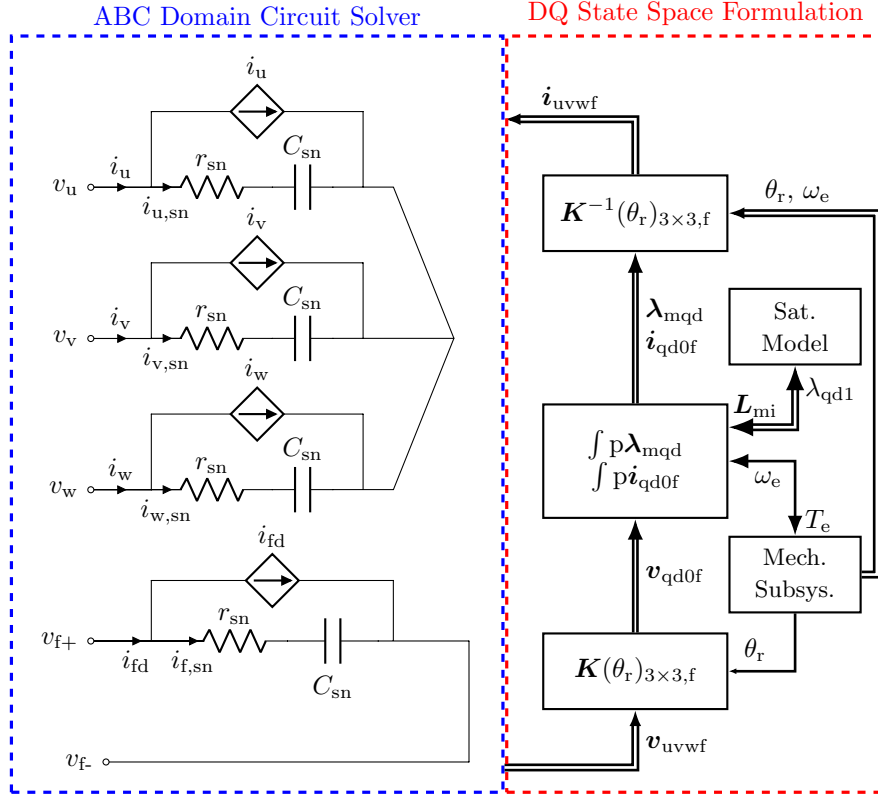 ABC Domain Circuit Solver
DQ State Space Formulation
i_u
C_sn
r_sn
v_u
i_u
i_u,sn
i_v
C_sn
r_sn
v_v
i_v
i_v,sn
i_w
C_sn
r_sn
v_w
i_w
i_w,sn
i_fd
r_sn
v_f+
i_fd
i_f,sn
C_sn
v_f-
i_uvwf
K⁻¹(θ_r)_3×3,f
θ_r, ω_e
λ_mqd
i_qd0f
Sat.
Model
λ_qd1
L_mi
∫ pλ_mqd
∫ pi_qd0f
ω_e
T_e
Mech.
Subsys.
v_qd0f
θ_r
K(θ_r)_3×3,f
v_uvwf